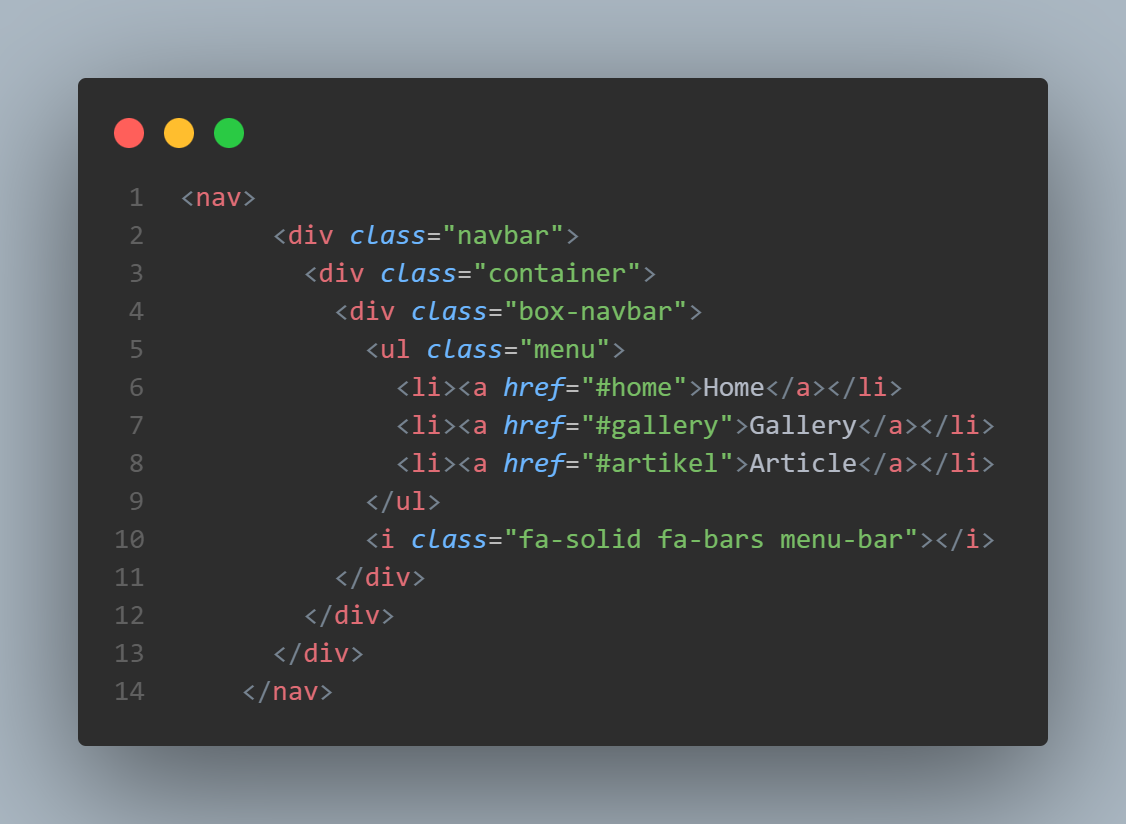 1 <nav>
2       <div class="navbar">
3         <div class="container">
4           <div class="box-navbar">
5             <ul class="menu">
6               <li><a href="#home">Home</a></li>
7               <li><a href="#gallery">Gallery</a></li>
8               <li><a href="#artikel">Article</a></li>
9             </ul>
10             <i class="fa-solid fa-bars menu-bar"></i>
11           </div>
12         </div>
13       </div>
14     </nav>